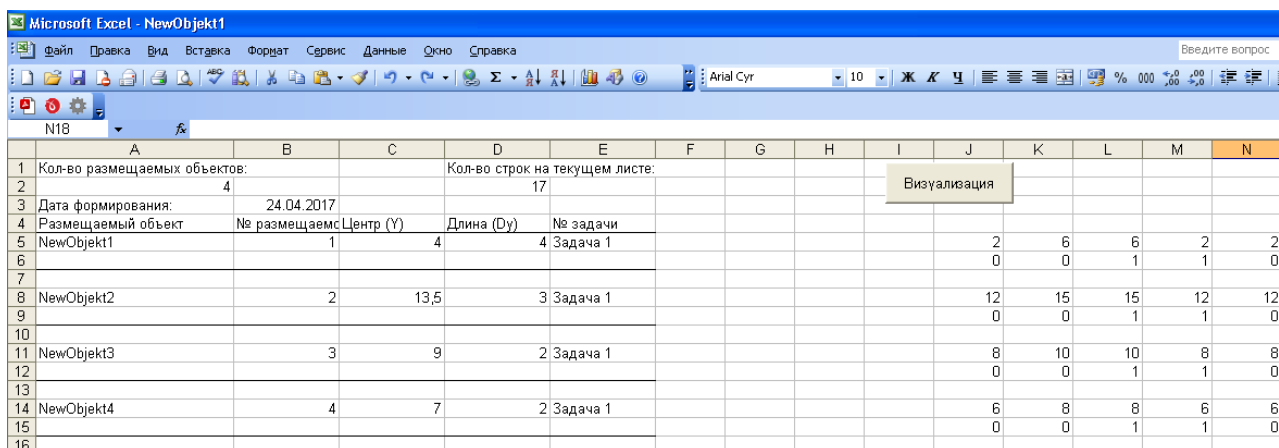 Microsoft Excel - NewObjekt1
Файл Правка Вид Вставка Формат Сервис Данные Окно Справка Введите вопрос
Arial Cyr 10 Ж К Ч % 000
N18 fx
A B C D E F G H I J K L M N
1 Кол-во размещаемых объектов: Кол-во строк на текущем листе:
Визуализация
2 4 17
3 Дата формирования: 24.04.2017
4 Размещаемый объект № размещаемо Центр (Y) Длина (Dy) № задачи
5 NewObjekt1 1 4 4 Задача 1 2 6 6 2 2
6 0 0 1 1 0
7
8 NewObjekt2 2 13,5 3 Задача 1 12 15 15 12 12
9 0 0 1 1 0
10
11 NewObjekt3 3 9 2 Задача 1 8 10 10 8 8
12 0 0 1 1 0
13
14 NewObjekt4 4 7 2 Задача 1 6 8 8 6 6
15 0 0 1 1 0
16